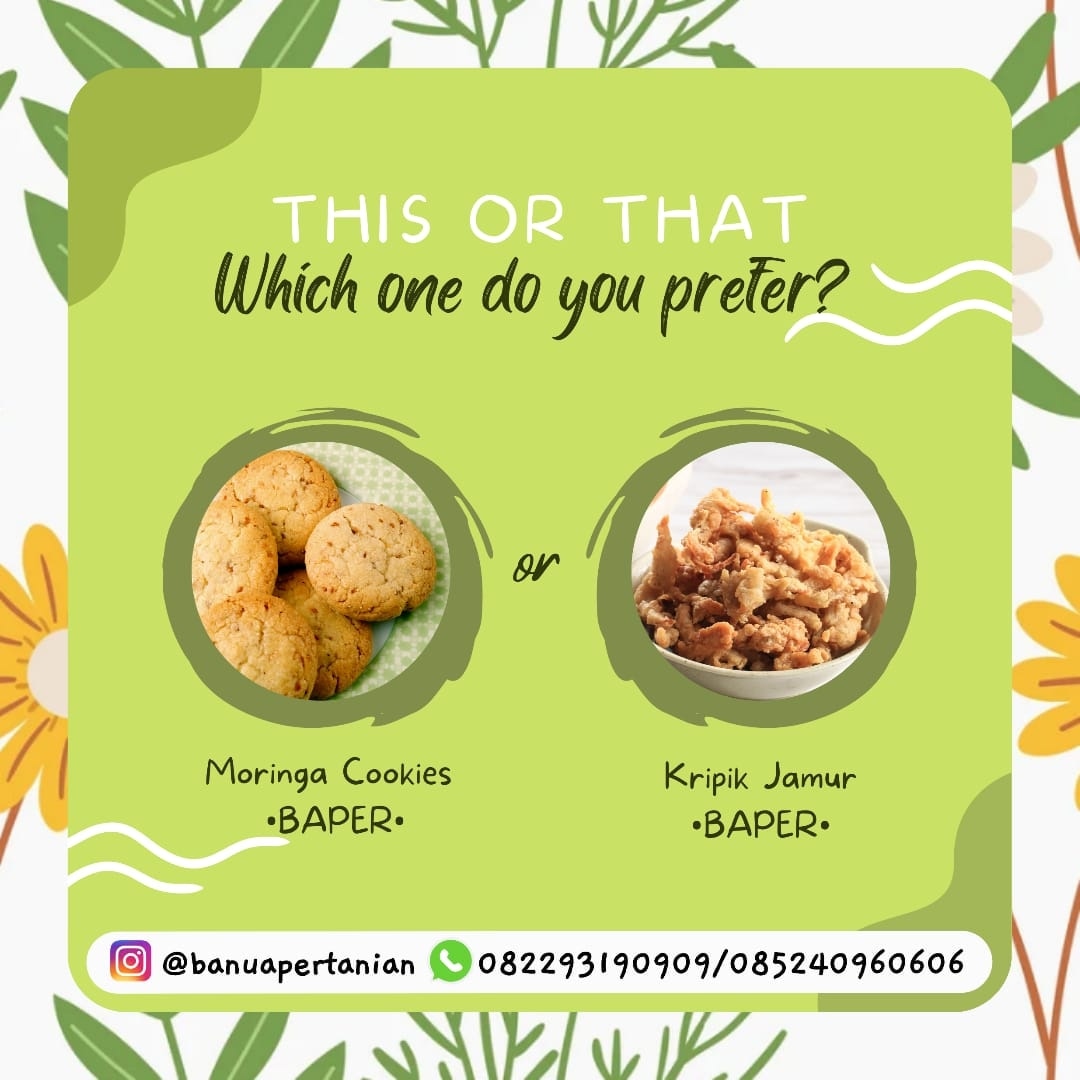 THIS OR THAT
Which one do you prefer?
or
Moringa Cookies
•BAPER•
Kripik Jamur
•BAPER•
@banuapertanian 082293190909/085240960606